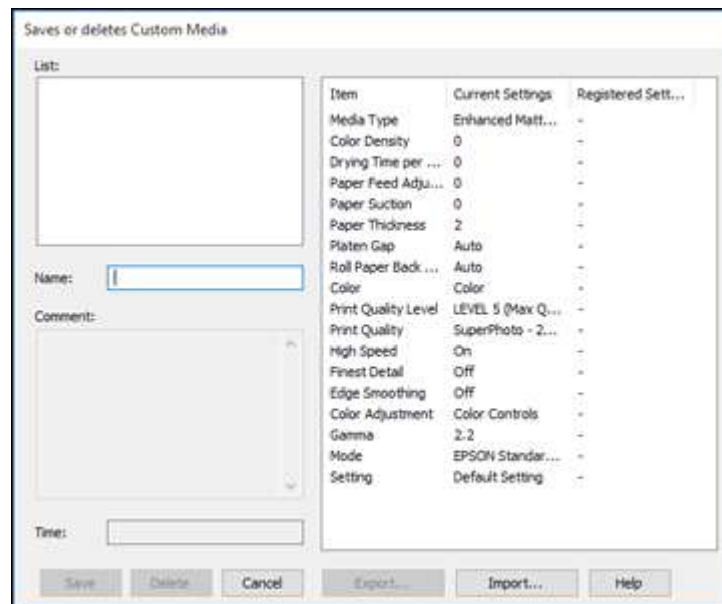 Saves or deletes Custom Media
List:
Item Current Settings Registered Sett...
Media Type Enhanced Matt... -
Color Density 0 -
Drying Time per ... 0 -
Paper Feed Adju... 0 -
Paper Suction 0 -
Paper Thickness 2 -
Platen Gap Auto -
Roll Paper Back ... Auto -
Color Color -
Print Quality Level LEVEL 5 (Max Q... -
Print Quality SuperPhoto - 2... -
High Speed On -
Finest Detail Off -
Edge Smoothing Off -
Color Adjustment Color Controls -
Gamma 2.2 -
Mode EPSON Standar... -
Setting Default Setting -
Name:
Comment:
Time:
Save Delete Cancel Export... Import... Help